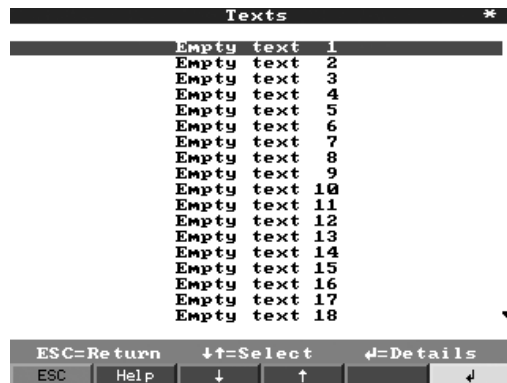 Texts *
Empty text 1
Empty text 2
Empty text 3
Empty text 4
Empty text 5
Empty text 6
Empty text 7
Empty text 8
Empty text 9
Empty text 10
Empty text 11
Empty text 12
Empty text 13
Empty text 14
Empty text 15
Empty text 16
Empty text 17
Empty text 18
ESC=Return ↓↑=Select ↲=Details
ESC Help ↓ ↑ ↲